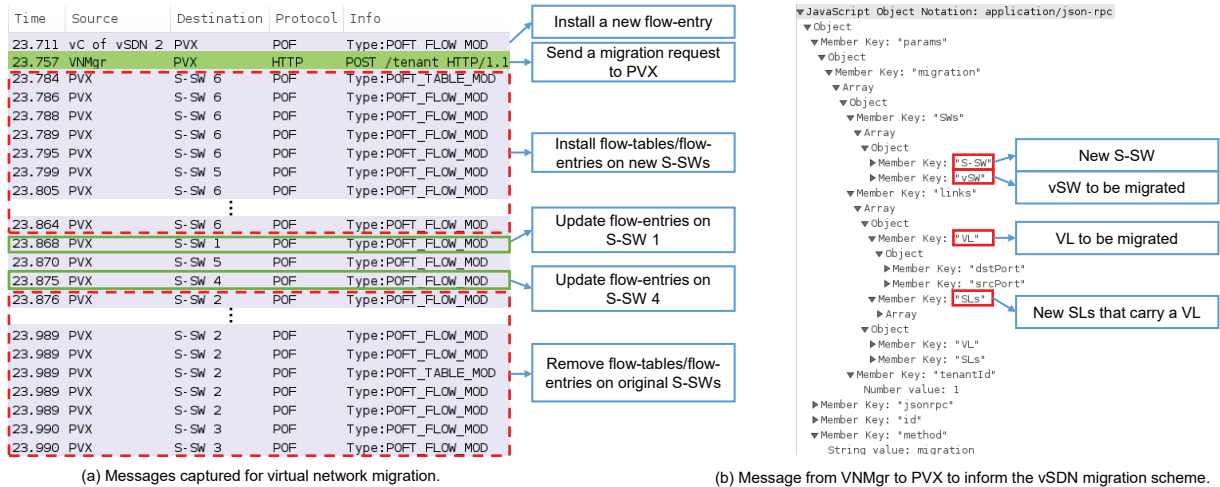 Time Source Destination Protocol Info
23.711 vC of vSDN 2 PVX POF Type:POFT_FLOW_MOD
23.757 VNMgr PVX HTTP POST /tenant HTTP/1.1
23.784 PVX S-SW 6 POF Type:POFT_TABLE_MOD
23.786 PVX S-SW 6 POF Type:POFT_FLOW_MOD
23.788 PVX S-SW 6 POF Type:POFT_FLOW_MOD
23.789 PVX S-SW 6 POF Type:POFT_FLOW_MOD
23.795 PVX S-SW 6 POF Type:POFT_FLOW_MOD
23.799 PVX S-SW 5 POF Type:POFT_FLOW_MOD
23.805 PVX S-SW 6 POF Type:POFT_FLOW_MOD
23.864 PVX S-SW 6 POF Type:POFT_FLOW_MOD
23.868 PVX S-SW 1 POF Type:POFT_FLOW_MOD
23.870 PVX S-SW 5 POF Type:POFT_FLOW_MOD
23.875 PVX S-SW 4 POF Type:POFT_FLOW_MOD
23.876 PVX S-SW 2 POF Type:POFT_FLOW_MOD
23.989 PVX S-SW 2 POF Type:POFT_FLOW_MOD
23.989 PVX S-SW 2 POF Type:POFT_FLOW_MOD
23.989 PVX S-SW 2 POF Type:POFT_TABLE_MOD
23.989 PVX S-SW 2 POF Type:POFT_FLOW_MOD
23.989 PVX S-SW 2 POF Type:POFT_FLOW_MOD
23.990 PVX S-SW 3 POF Type:POFT_FLOW_MOD
23.990 PVX S-SW 3 POF Type:POFT_FLOW_MOD
Install a new flow-entry
Send a migration request
to PVX
Install flow-tables/flow-
entries on new S-SWs
Update flow-entries on
S-SW 1
Update flow-entries on
S-SW 4
Remove flow-tables/flow-
entries on original S-SWs
(a) Messages captured for virtual network migration.
JavaScript Object Notation: application/json-rpc
Object
Member Key: "params"
Object
Member Key: "migration"
Array
Object
Member Key: "SWs"
Array
Object
Member Key: "S-SW"
Member Key: "vSW"
Member Key: "links"
Array
Object
Member Key: "VL"
Object
Member Key: "dstPort"
Member Key: "srcPort"
Member Key: "SLs"
Array
Object
Member Key: "VL"
Member Key: "SLs"
Member Key: "tenantId"
Number value: 1
Member Key: "jsonrpc"
Member Key: "id"
Member Key: "method"
String value: migration
New S-SW
vSW to be migrated
VL to be migrated
New SLs that carry a VL
(b) Message from VNMgr to PVX to inform the vSDN migration scheme.